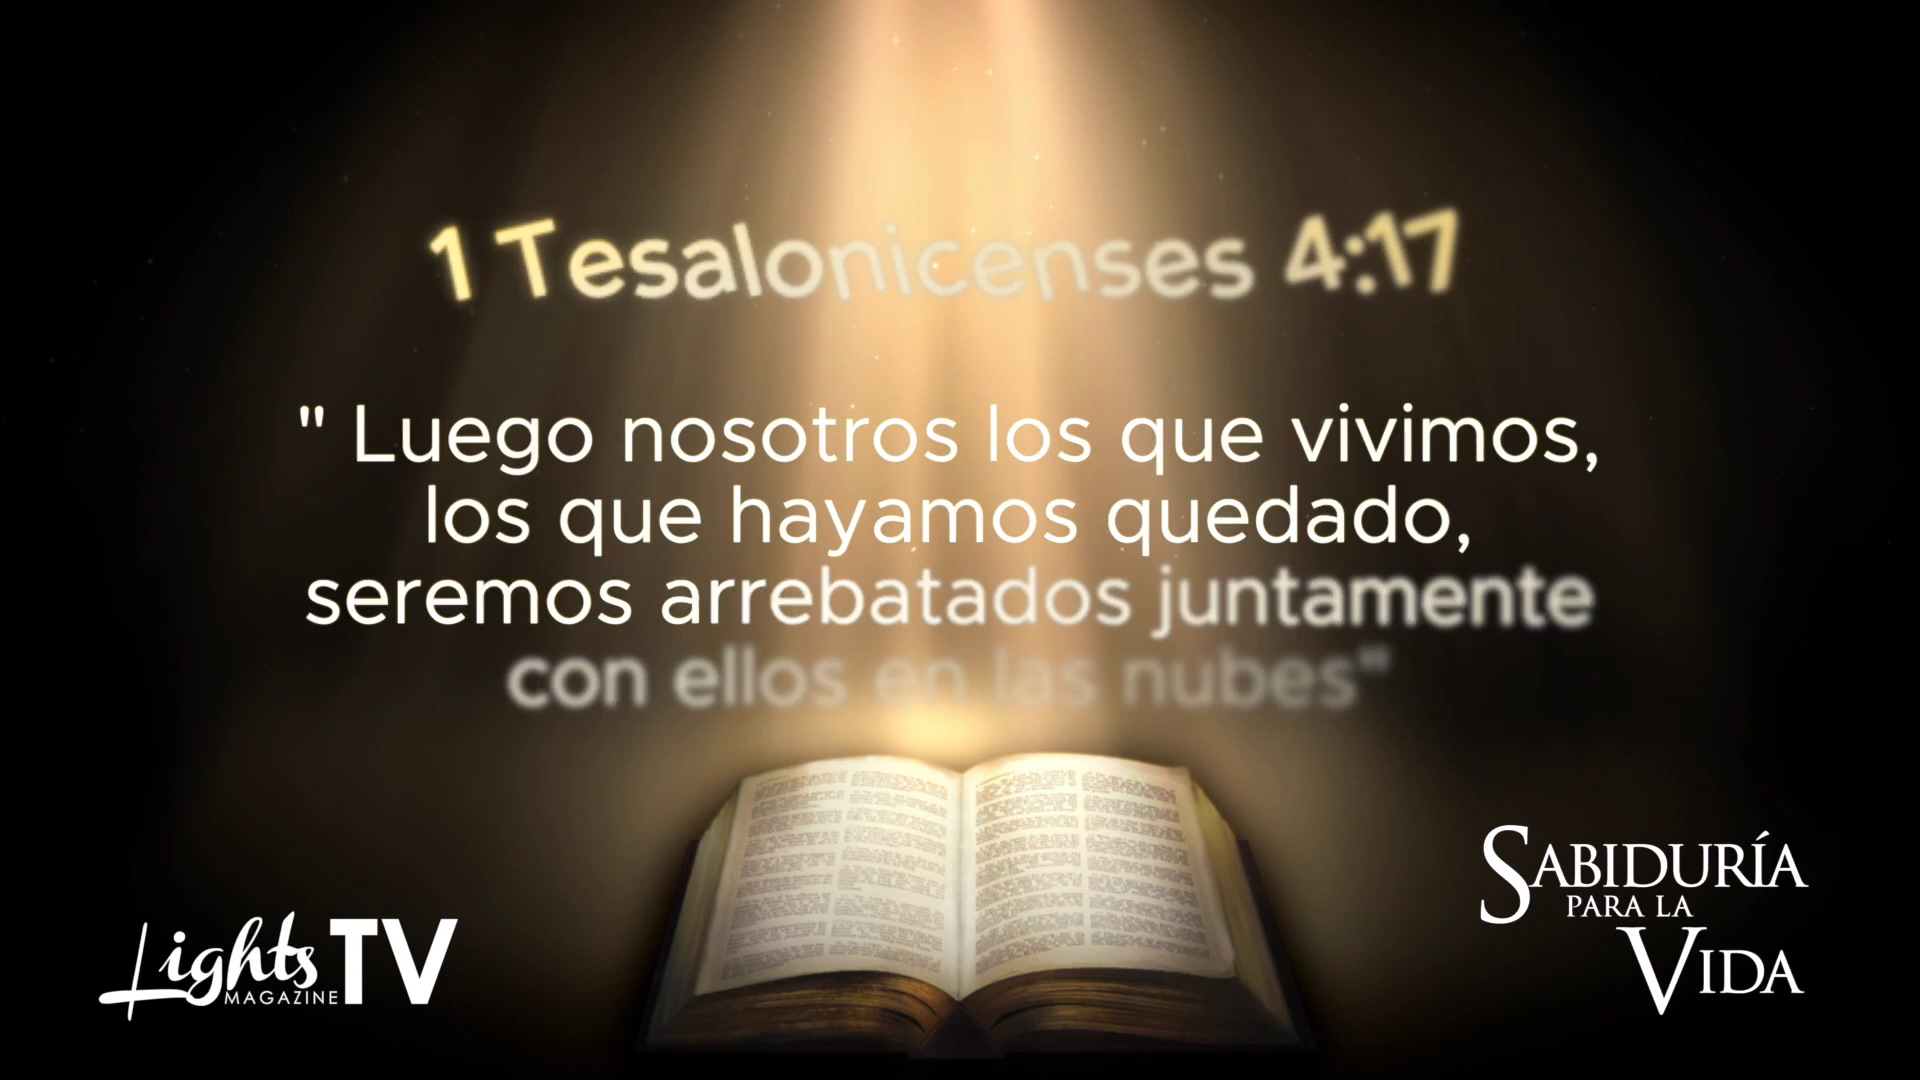 1 Tesalonicenses 4:17
" Luego nosotros los que vivimos,
los que hayamos quedado,
seremos arrebatados juntamente
con ellos en las nubes"
Lights TV
MAGAZINE
SABIDURÍA
PARA LA
VIDA